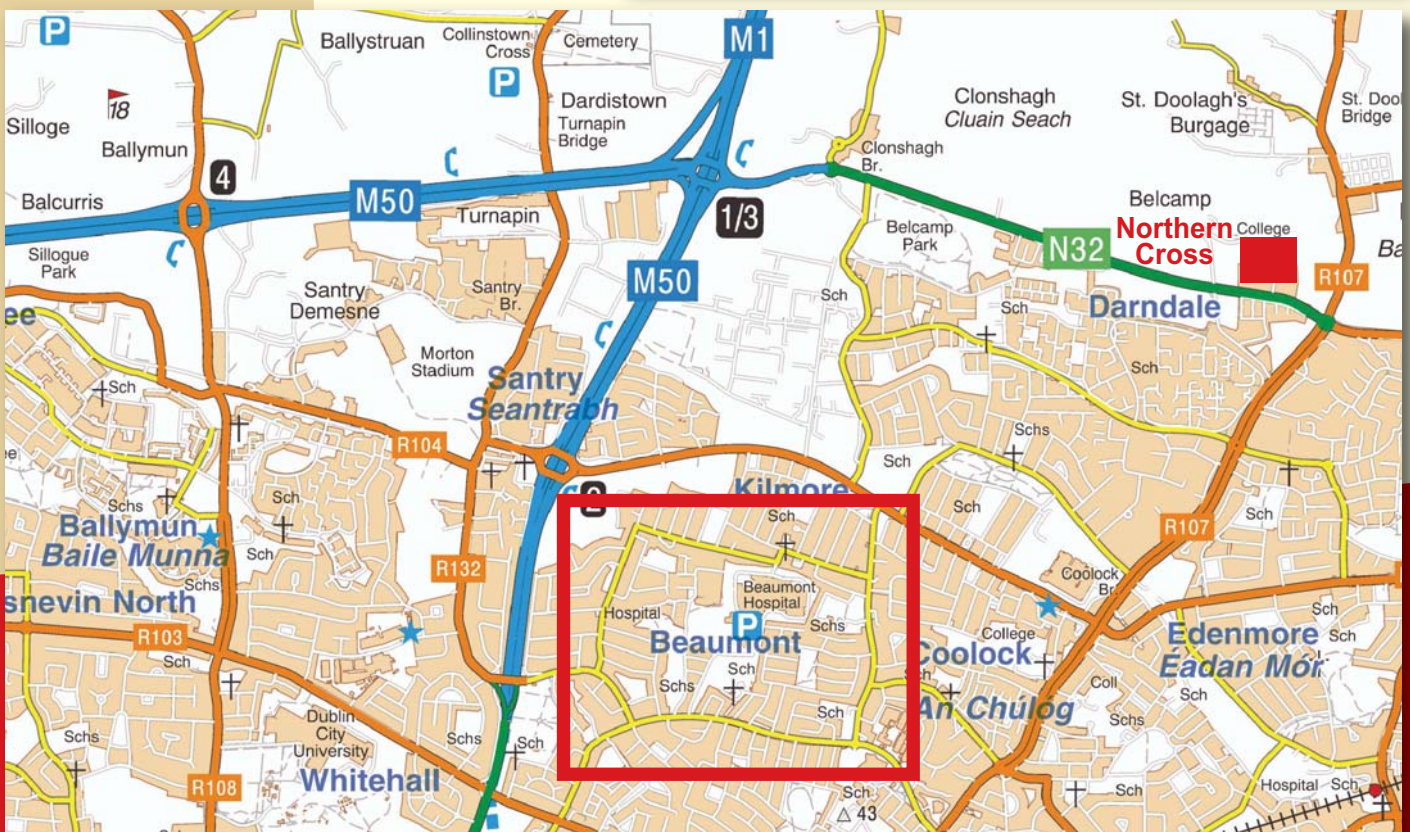 P
Ballystruan
Collinstown
Cross
Cemetery
M1
P
18
Silloge
Ballymun
Dardistown
Turnapin
Bridge
Clonshagh
Cluain Seach
St. Doolagh's
Burgage
St. Dool
Bridge
Clonshagh
Br.
4
Balcurris
M50
Turnapin
1/3
Belcamp
Northern
Cross
College
Sillogue
Park
Belcamp
Park
N32
Ba
R107
M50
Santry
Demesne
Santry
Br.
Sch
Sch
Darndale
ee
Morton
Stadium
Sch
Santry
Seantrabh
Sch
R104
Schs
Sch
Kilmore
2
Sch
Sch
Sch
Schs
Ballymun
Baile Munna
Sch
Schs
R107
Sch
R132
Coolock
Br.
snevin North
Beaumont
Hospital
Hospital
P
Schs
Beaumont
R103
Sch
College
Coolock
Sch
Edenmore
Éadan Mór
Sch
Sch
Schs
Sch
Coll
Sch
An Chúlóg
Sch
Schs
Dublin
City
University
Schs
Schs
Sch
Whitehall
R108
Sch
43
Hospital
Sch